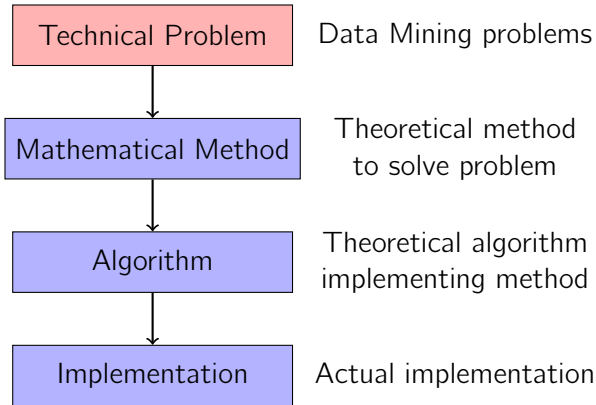 Technical Problem
Data Mining problems
Mathematical Method
Theoretical method
to solve problem
Algorithm
Theoretical algorithm
implementing method
Implementation
Actual implementation